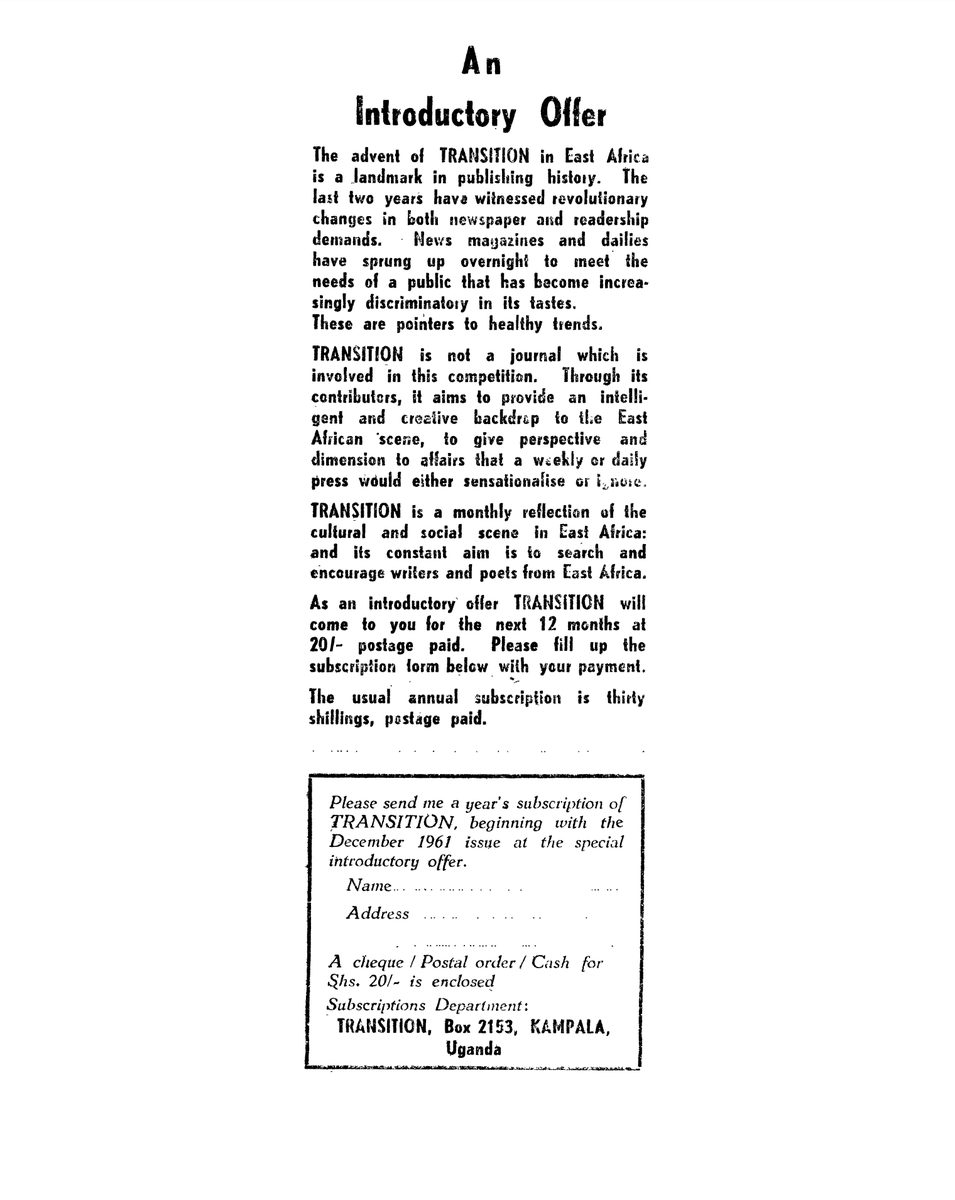 An
Introductory Offer
The advent of TRANSITION in East Africa
is a landmark in publishing history. The
last two years have witnessed revolutionary
changes in both newspaper and readership
demands. News magazines and dailies
have sprung up overnight to meet the
needs of a public that has become increa-
singly discriminatory in its tastes.
These are pointers to healthy trends.
TRANSITION is not a journal which is
involved in this competition. Through its
contributors, it aims to provide an intelli-
gent and creative backdrop to the East
African scene, to give perspective and
dimension to affairs that a weekly or daily
press would either sensationalise or ignore.
TRANSITION is a monthly reflection of the
cultural and social scene in East Africa:
and its constant aim is to search and
encourage writers and poets from East Africa.
As an introductory offer TRANSITION will
come to you for the next 12 months at
20/- postage paid. Please fill up the
subscription form below with your payment.
The usual annual subscription is thirty
shillings, postage paid.
Please send me a year's subscription of
TRANSITION, beginning with the
December 1961 issue at the special
introductory offer.
Name
Address
A cheque / Postal order / Cash for
Shs. 20/- is enclosed
Subscriptions Department:
TRANSITION, Box 2153, KAMPALA,
Uganda